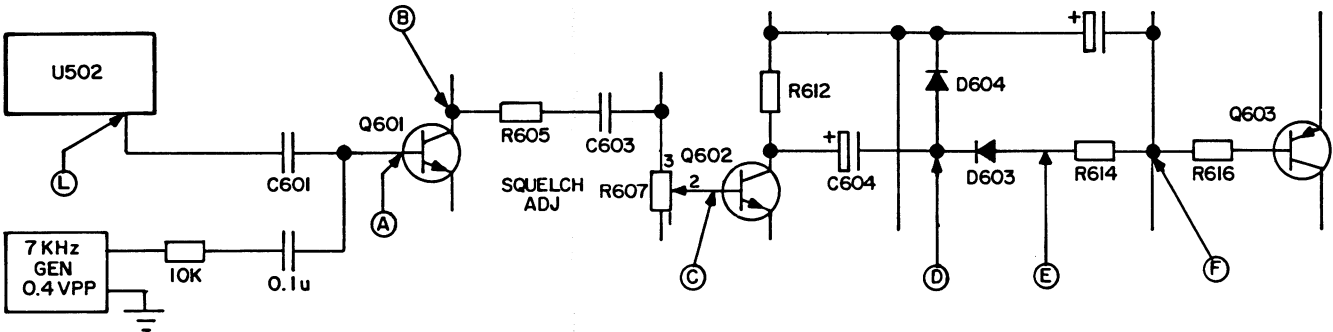 B
+
U502
R612
D604
Q603
Q601
R605
C603
Q602
+
L
C601
3
SQUELCH
ADJ
R607
2
C604
D603
R614
R616
A
7 KHz
GEN
0.4 VPP
10K
0.1u
C
D
E
F